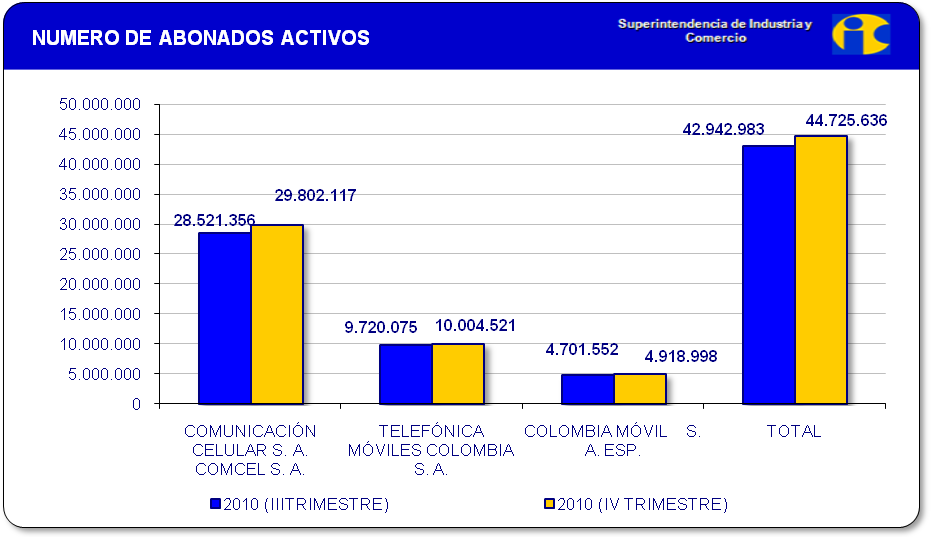 NUMERO DE ABONADOS ACTIVOS
Superintendencia de Industria y
Comercio
50.000.000
45.000.000
40.000.000
35.000.000
30.000.000
25.000.000
20.000.000
15.000.000
10.000.000
5.000.000
0
28.521.356
29.802.117
9.720.075
10.004.521
4.701.552
4.918.998
42.942.983
44.725.636
COMUNICACIÓN
CELULAR S. A.
COMCEL S. A.
TELEFÓNICA
MÓVILES COLOMBIA
S. A.
COLOMBIA MÓVIL S.
A. ESP.
TOTAL
2010 (IIITRIMESTRE)
2010 (IV TRIMESTRE)